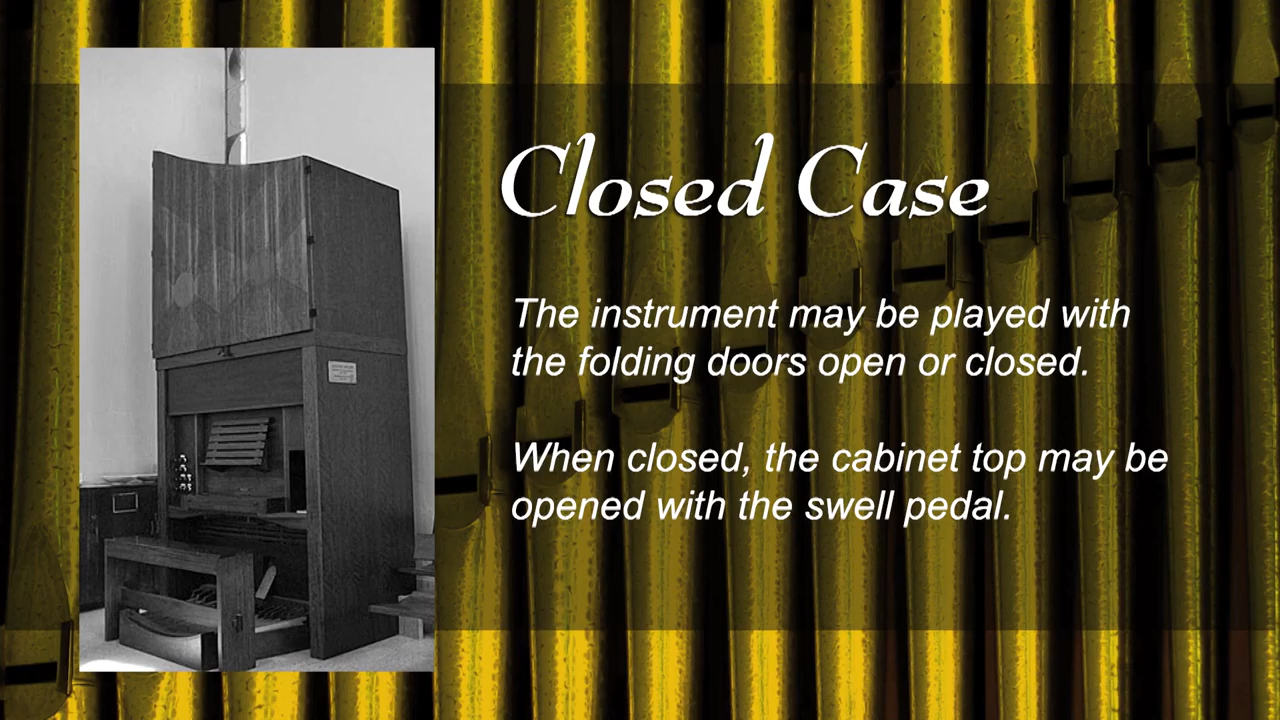 Closed Case
The instrument may be played with
the folding doors open or closed.
When closed, the cabinet top may be
opened with the swell pedal.